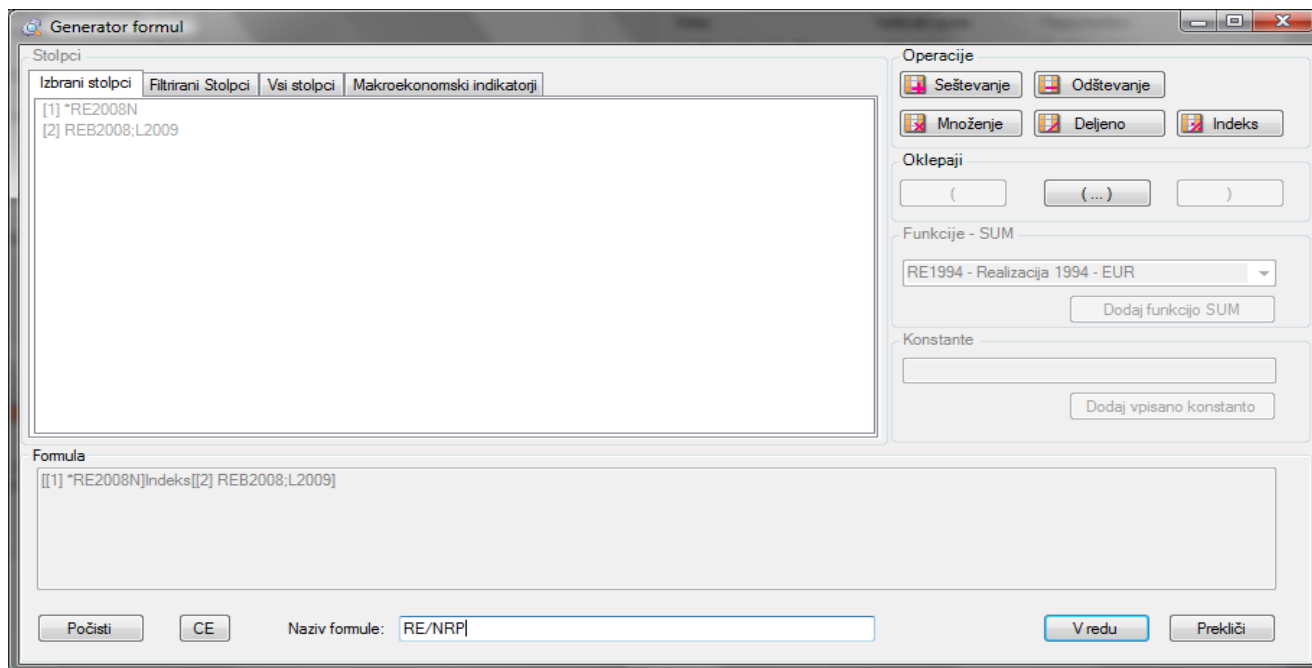 Generator formul
Stolpci
Izbrani stolpci Filtrirani Stolpci Vsi stolpci Makroekonomski indikatorji
[1] *RE2008N
[2] REB2008;L2009
Operacije
Seštevanje Odštevanje
Množenje Deljeno Indeks
Oklepaji
( (...) )
Funkcije - SUM
RE1994 - Realizacija 1994 - EUR
Dodaj funkcijo SUM
Konstante
Dodaj vpisano konstanto
Formula
[[1] *RE2008N]Indeks[[2] REB2008;L2009]
Počisti CE Naziv formule: RE/NRP V redu Prekliči